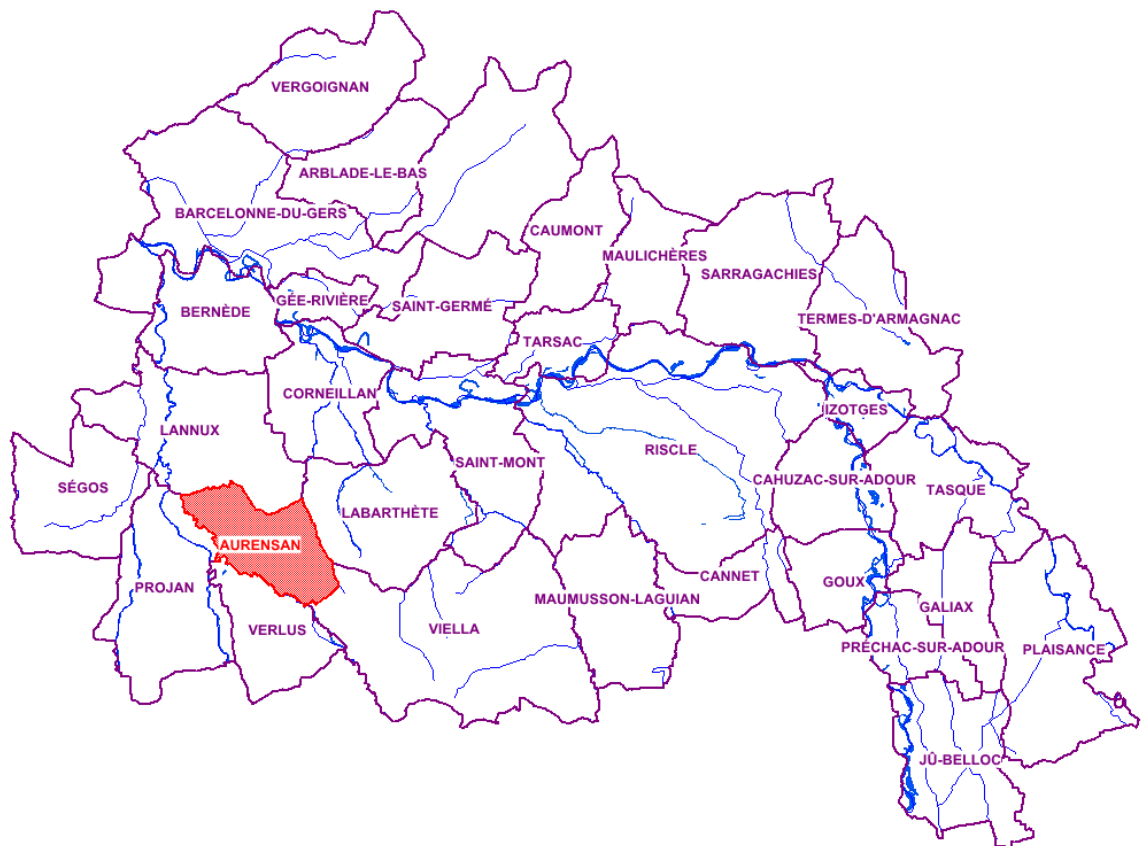 VERGOIGNAN
ARBLADE-LE-BAS
BARCELONNE-DU-GERS
CAUMONT
MAULICHÈRES
SARRAGACHIES
BERNÈDE
GÉE-RIVIÈRE
SAINT-GERMÉ
TERMES-D'ARMAGNAC
TARSAC
CORNEILLAN
IZOTGES
LANNUX
SAINT-MONT
RISCLE
CAHUZAC-SUR-ADOUR
SÉGOS
LABARTHÈTE
TASQUE
AURENSAN
PROJAN
CANNET
GOUX
MAUMUSSON-LAGUIAN
GALIAX
VERLUS
VIELLA
PRÉCHAC-SUR-ADOUR
PLAISANCE
JÛ-BELLOC